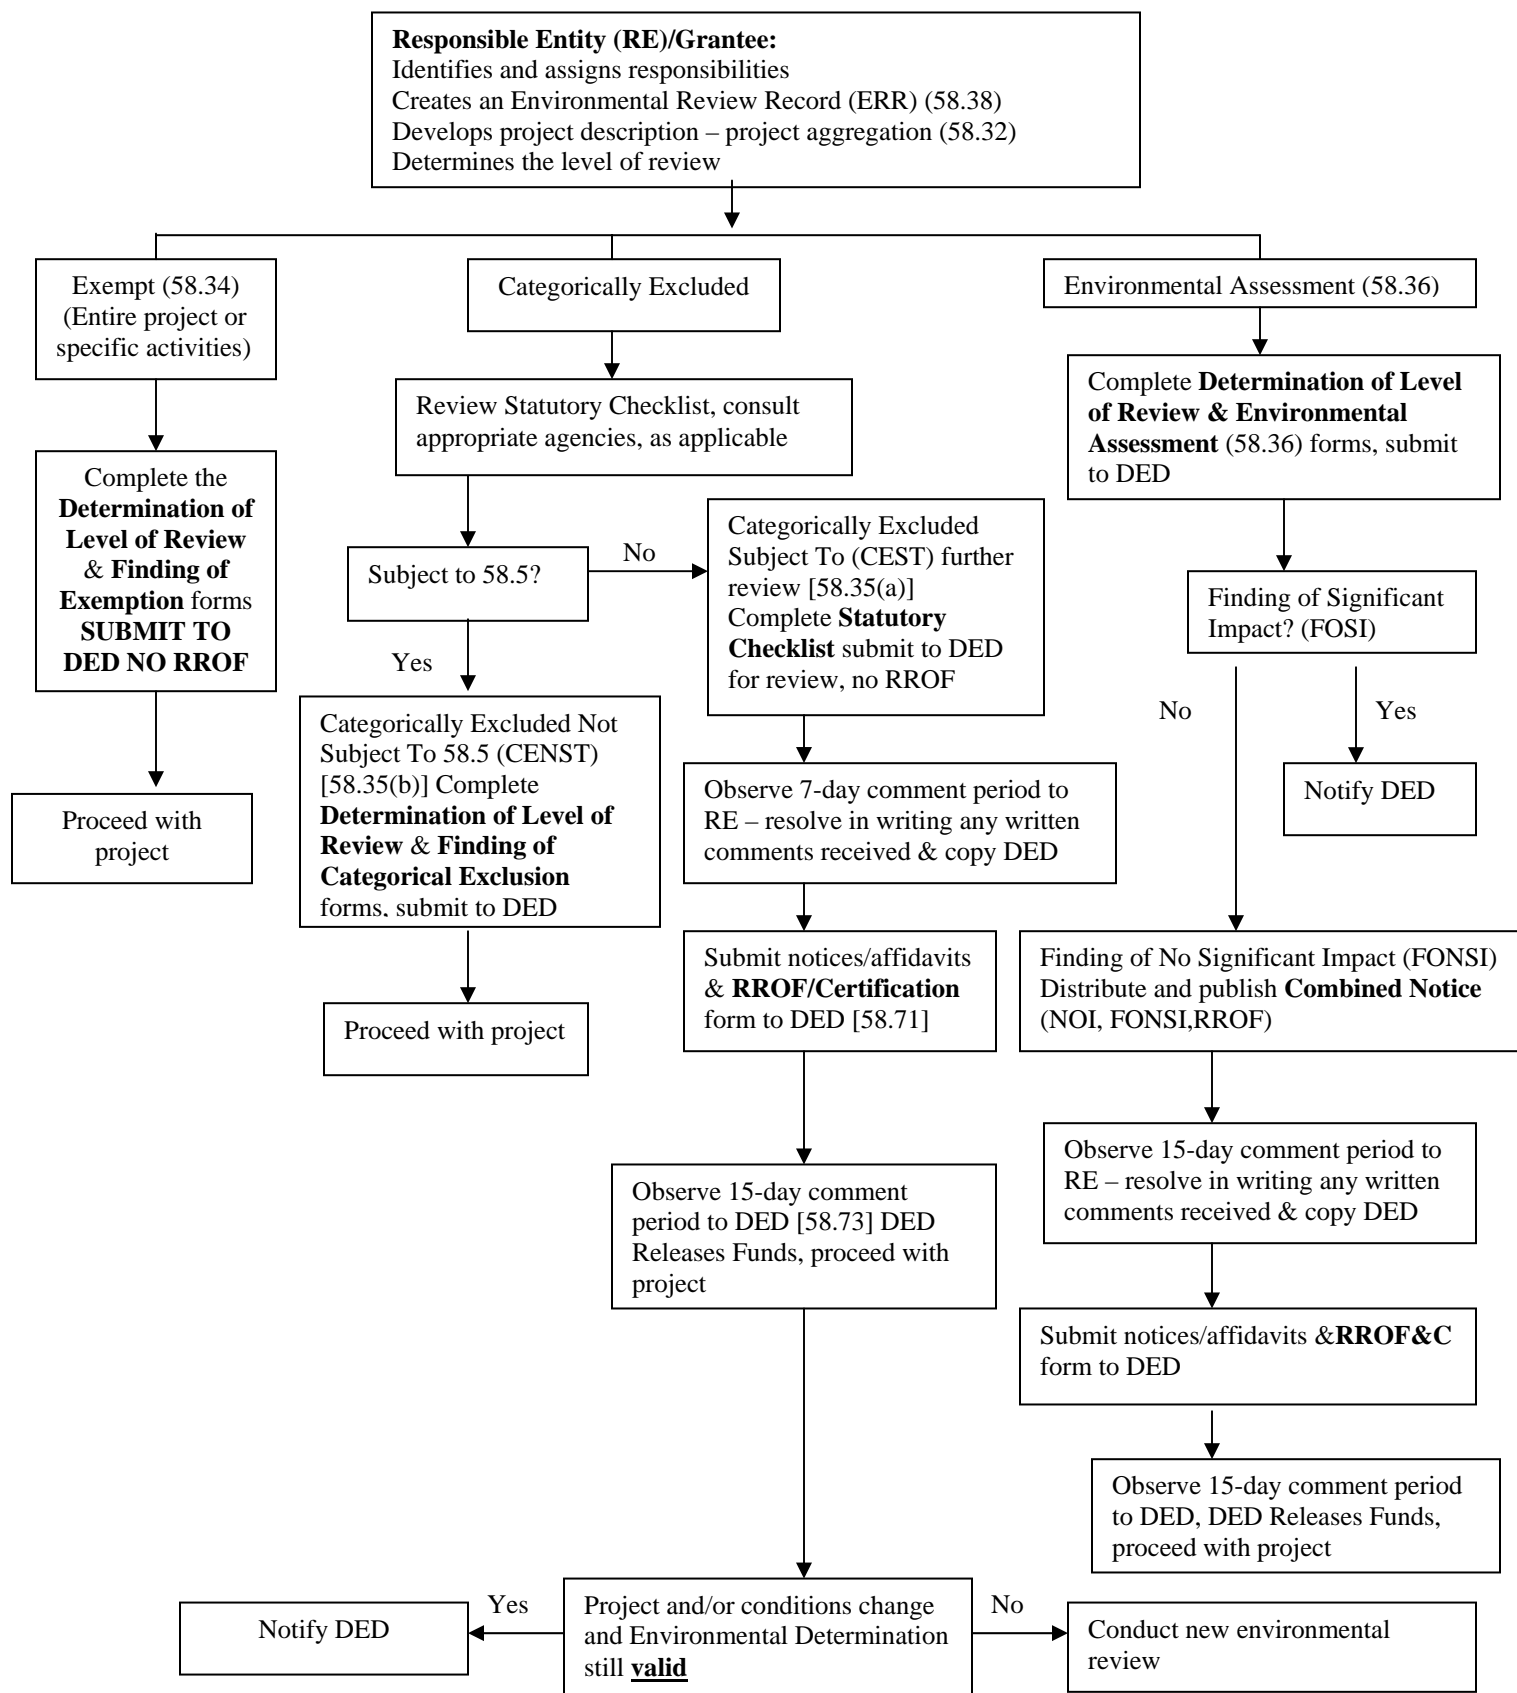 Responsible Entity (RE)/Grantee:
Identifies and assigns responsibilities
Creates an Environmental Review Record (ERR) (58.38)
Develops project description – project aggregation (58.32)
Determines the level of review
Exempt (58.34)
(Entire project or
specific activities)
Categorically Excluded
Environmental Assessment (58.36)
Review Statutory Checklist, consult
appropriate agencies, as applicable
Complete Determination of Level
of Review & Environmental
Assessment (58.36) forms, submit
to DED
Complete the
Determination of
Level of Review
& Finding of
Exemption forms
SUBMIT TO
DED NO RROF
Subject to 58.5?
No
Categorically Excluded
Subject To (CEST) further
review [58.35(a)]
Complete Statutory
Checklist submit to DED
for review, no RROF
Finding of Significant
Impact? (FOSI)
Yes
No
Yes
Categorically Excluded Not
Subject To 58.5 (CENST)
[58.35(b)] Complete
Determination of Level of
Review & Finding of
Categorical Exclusion
forms, submit to DED
Proceed with
project
Observe 7-day comment period to
RE – resolve in writing any written
comments received & copy DED
Notify DED
Submit notices/affidavits
& RROF/Certification
form to DED [58.71]
Finding of No Significant Impact (FONSI)
Distribute and publish Combined Notice
(NOI, FONSI,RROF)
Proceed with project
Observe 15-day comment
period to DED [58.73] DED
Releases Funds, proceed with
project
Observe 15-day comment period to
RE – resolve in writing any written
comments received & copy DED
Submit notices/affidavits &RROF&C
form to DED
Observe 15-day comment period
to DED, DED Releases Funds,
proceed with project
Notify DED
Yes
Project and/or conditions change
and Environmental Determination
still valid
No
Conduct new environmental
review